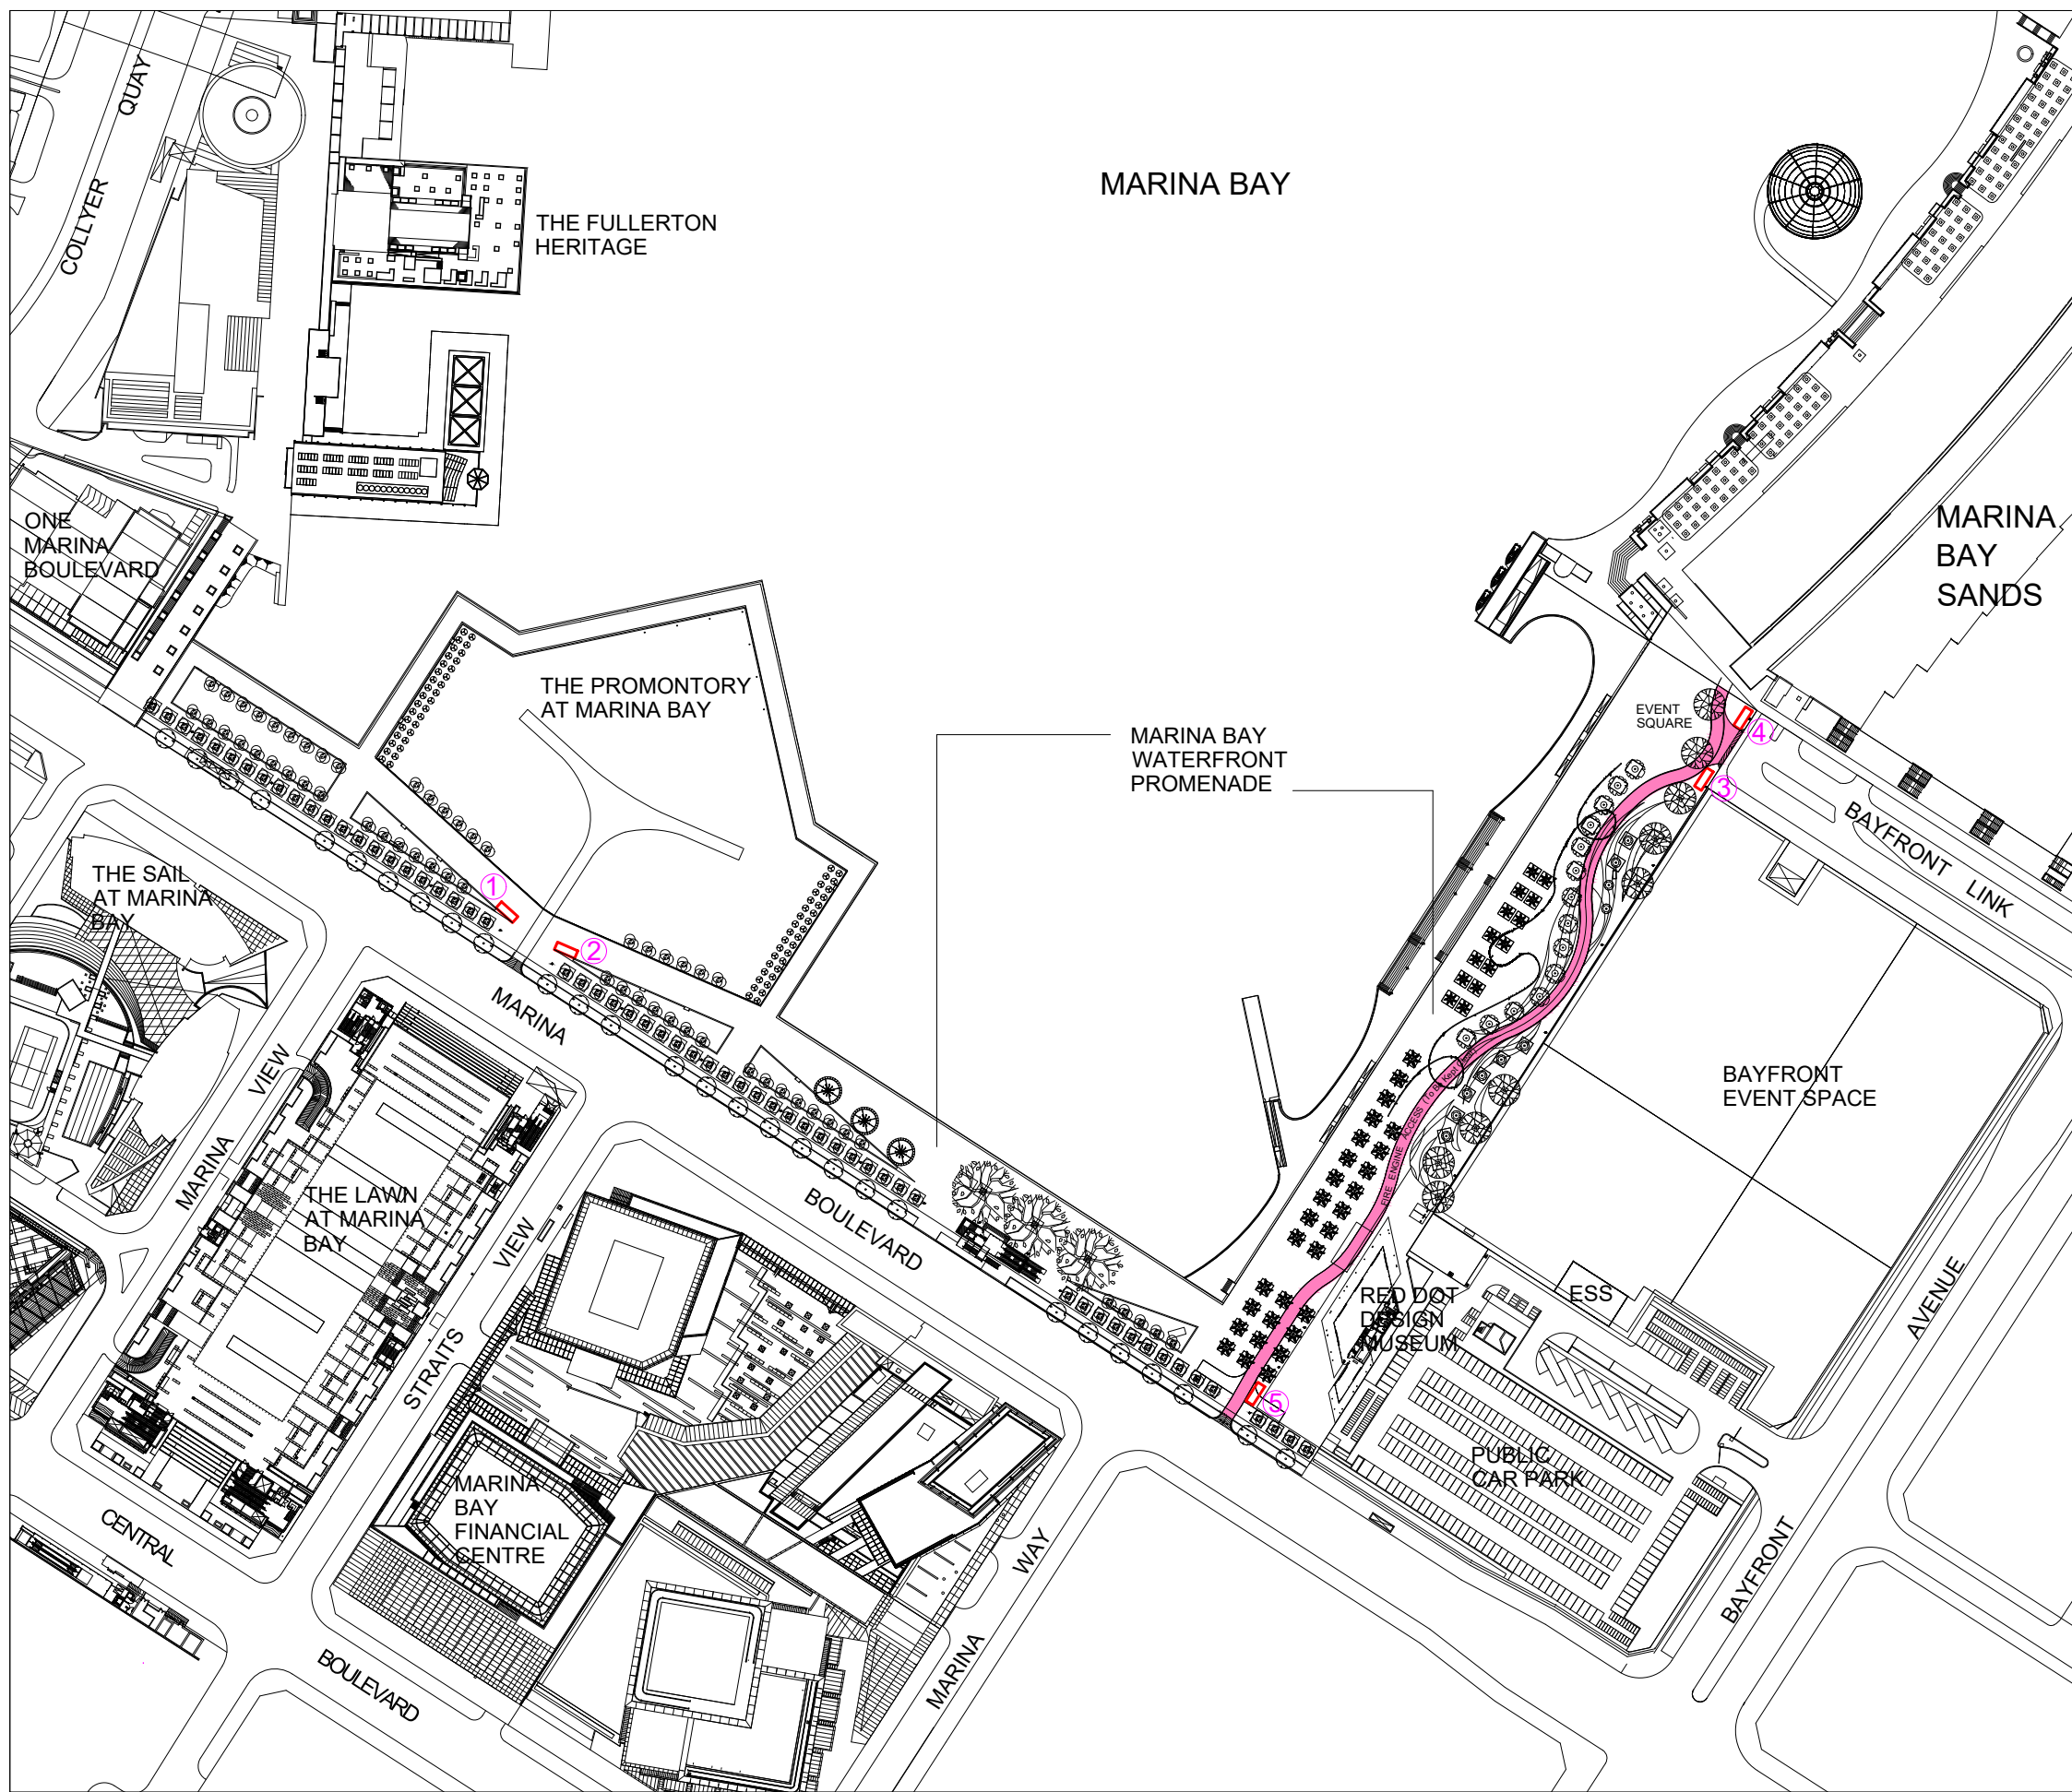 QUAY
COLLYER
THE FULLERTON
HERITAGE
MARINA BAY
ONE
MARINA
BOULEVARD
MARINA
BAY
SANDS
THE PROMONTORY
AT MARINA BAY
EVENT
SQUARE
4
MARINA BAY
WATERFRONT
PROMENADE
3
BAYFRONT LINK
THE SAIL
AT MARINA
BAY
1
2
MARINA
BOULEVARD
MARINA
VIEW
BAYFRONT
EVENT SPACE
FIRE ENGINE ACCESS (To Be Kept
THE LAWN
AT MARINA
BAY
STRAITS
VIEW
RED DOT
DESIGN
MUSEUM
ESS
5
PUBLIC
CAR PARK
BAYFRONT
AVENUE
MARINA
BAY
FINANCIAL
CENTRE
MARINA
WAY
CENTRAL
BOULEVARD